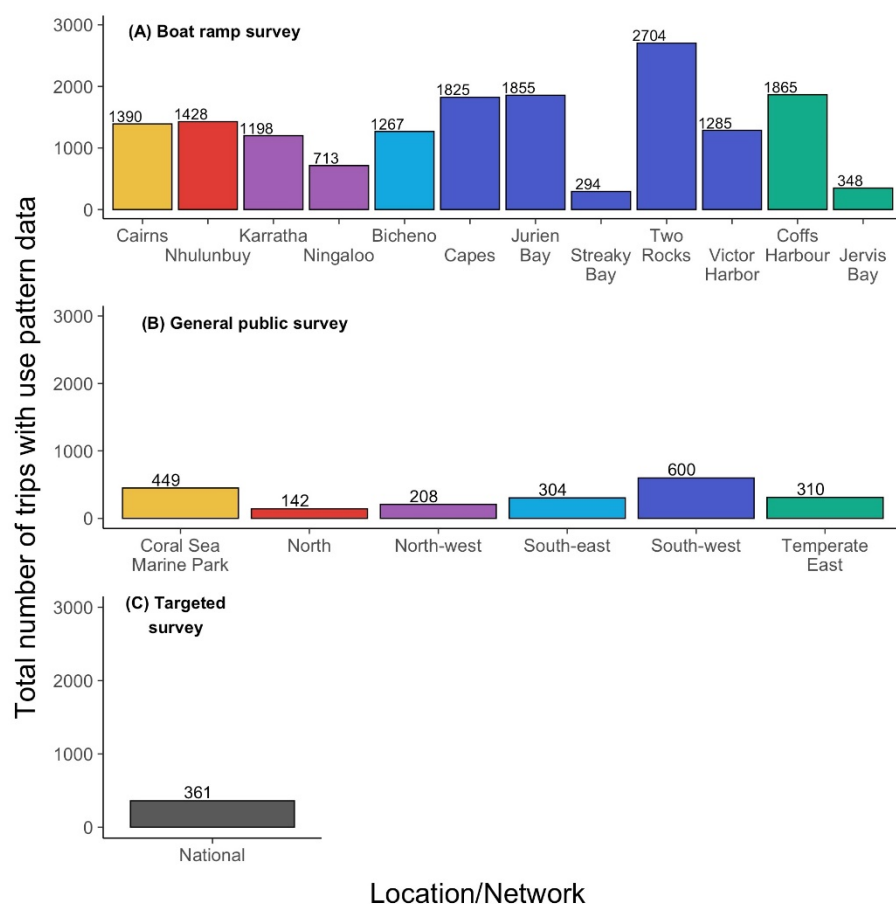 Total number of trips with use pattern data
(A) Boat ramp survey
3000
2000
1000
0
1390
1428
1198
713
1267
1825
1855
294
2704
1285
1865
348
Cairns
Nhulunbuy
Karratha
Ningaloo
Bicheno
Capes
Jurien
Bay
Streaky
Bay
Two
Rocks
Victor
Harbor
Coffs
Harbour
Jervis
Bay
(B) General public survey
3000
2000
1000
0
449
142
208
304
600
310
Coral Sea
Marine Park
North
North-west
South-east
South-west
Temperate
East
(C) Targeted
survey
3000
2000
1000
0
361
National
Location/Network